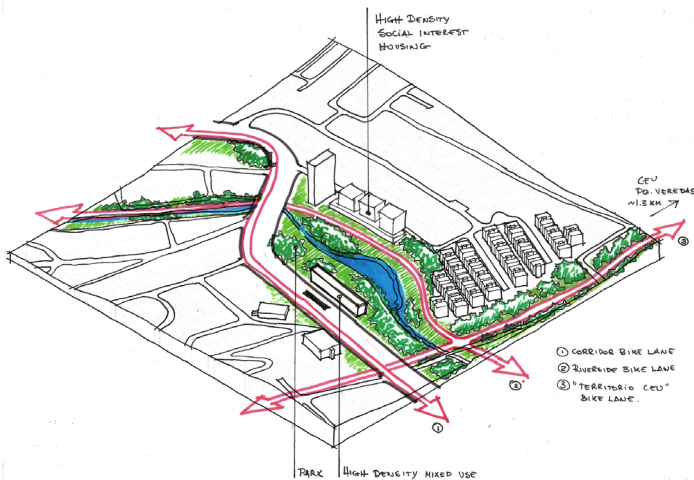 HIGH DENSITY
SOCIAL INTEREST
HOUSING
CEU
PQ. VEREDAS
~1.3 KM
3
1 CORRIDOR BIKE LANE
2 RIVERSIDE BIKE LANE
3 "TERRITORIO CEU"
BIKE LANE.
2
1
PARK
HIGH DENSITY MIXED USE